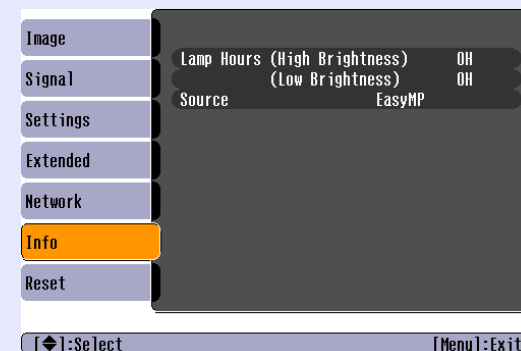 Image
Signal
Settings
Extended
Network
Info
Reset
Lamp Hours (High Brightness) 0H
(Low Brightness) 0H
Source EasyMP
[◆]:Select [Menu]:Exit